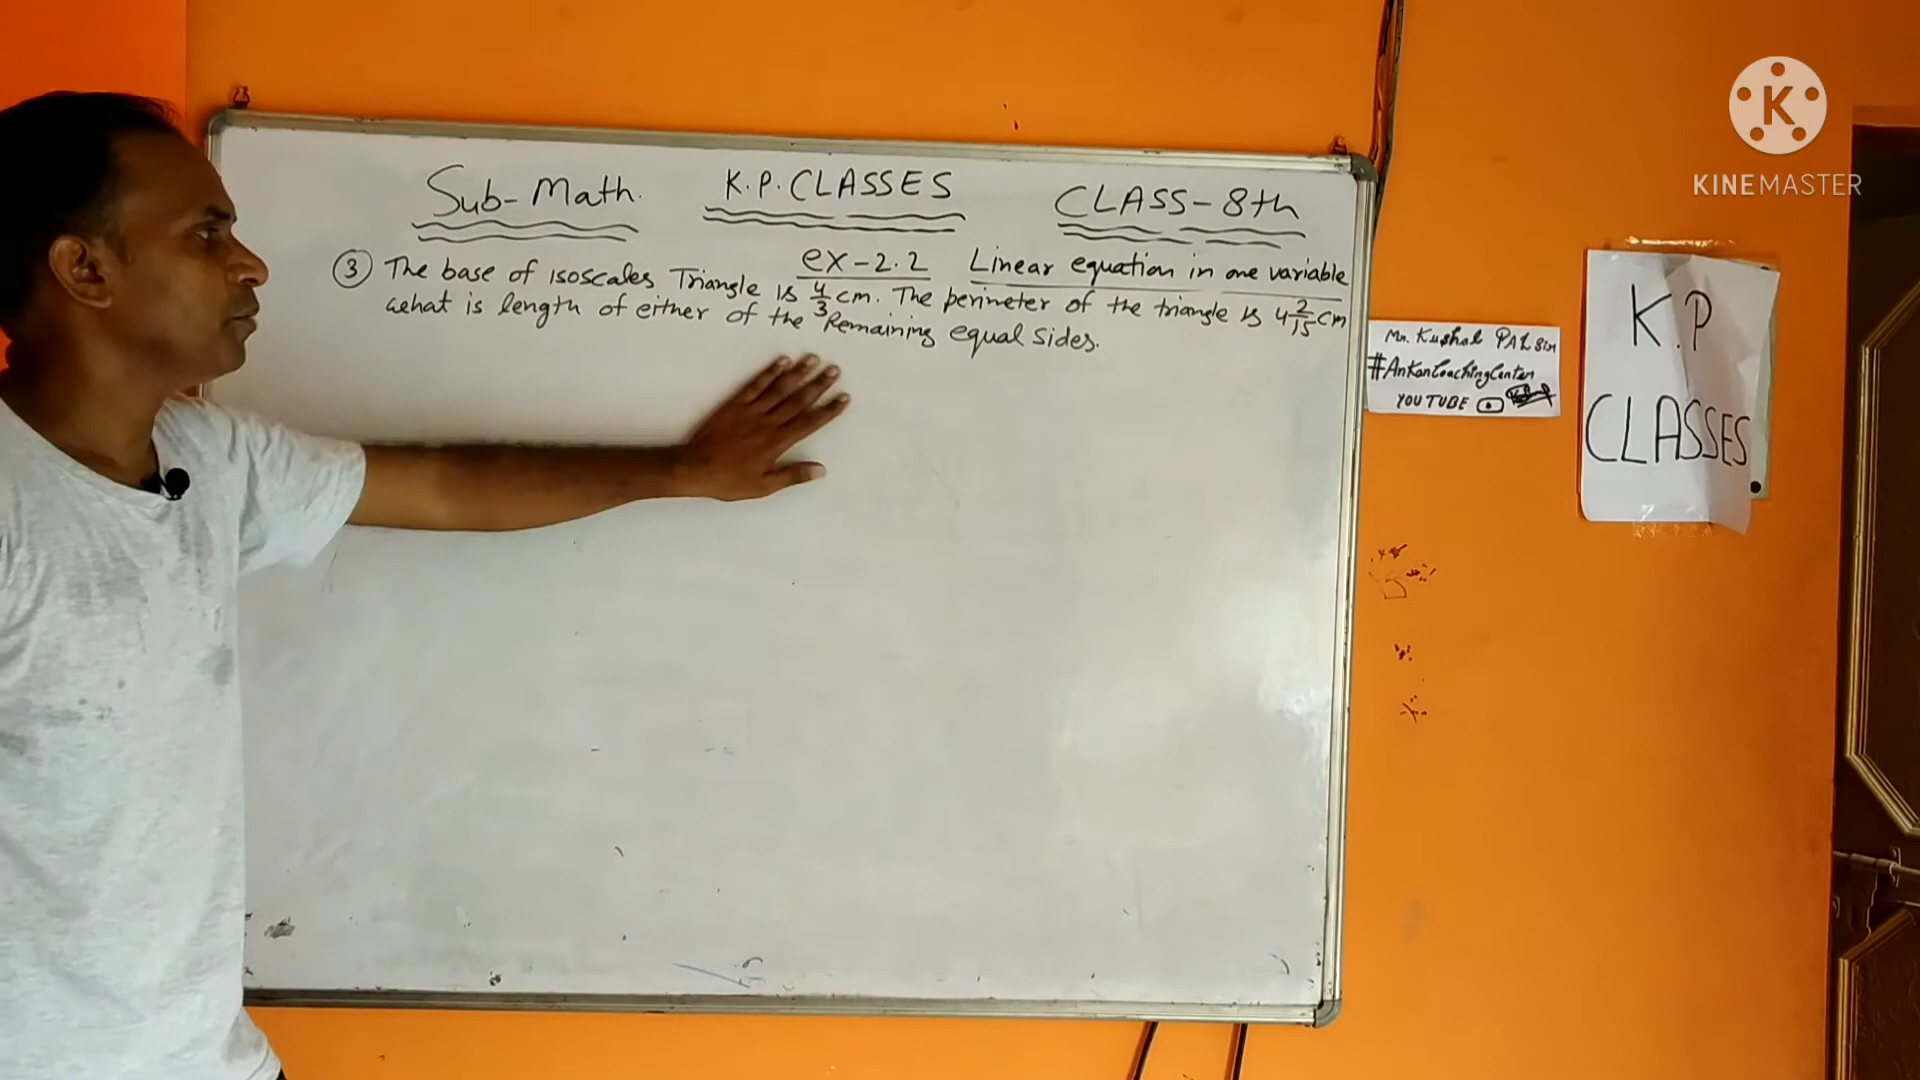 KINEMASTER
Sub-Math. K.P.CLASSES CLASS-8th
ex-2.2 Linear equation in one variable
③ The base of isoscales Triangle is 4/3 cm. The perimeter of the triangle is 4 2/15 cm
what is length of either of the Remaining equal sides.
Mr. Kushal PAL Sir
#AnkanCoachingCenter
YOUTUBE
K.P
CLASSES